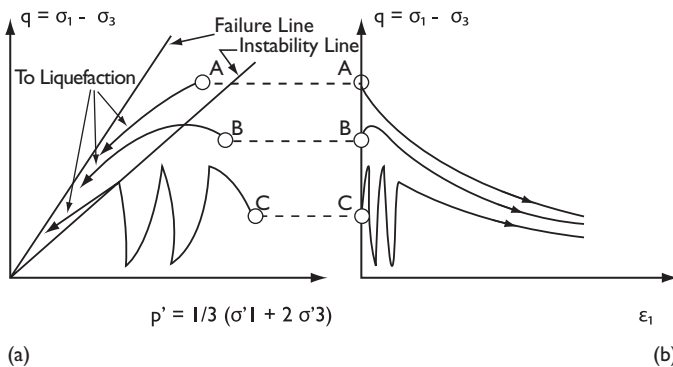 q = σ1 - σ3
Failure Line
Instability Line
To Liquefaction
A
B
C
p' = 1/3 (σ'1 + 2 σ'3)
(a)
q = σ1 - σ3
A
B
C
ε1
(b)